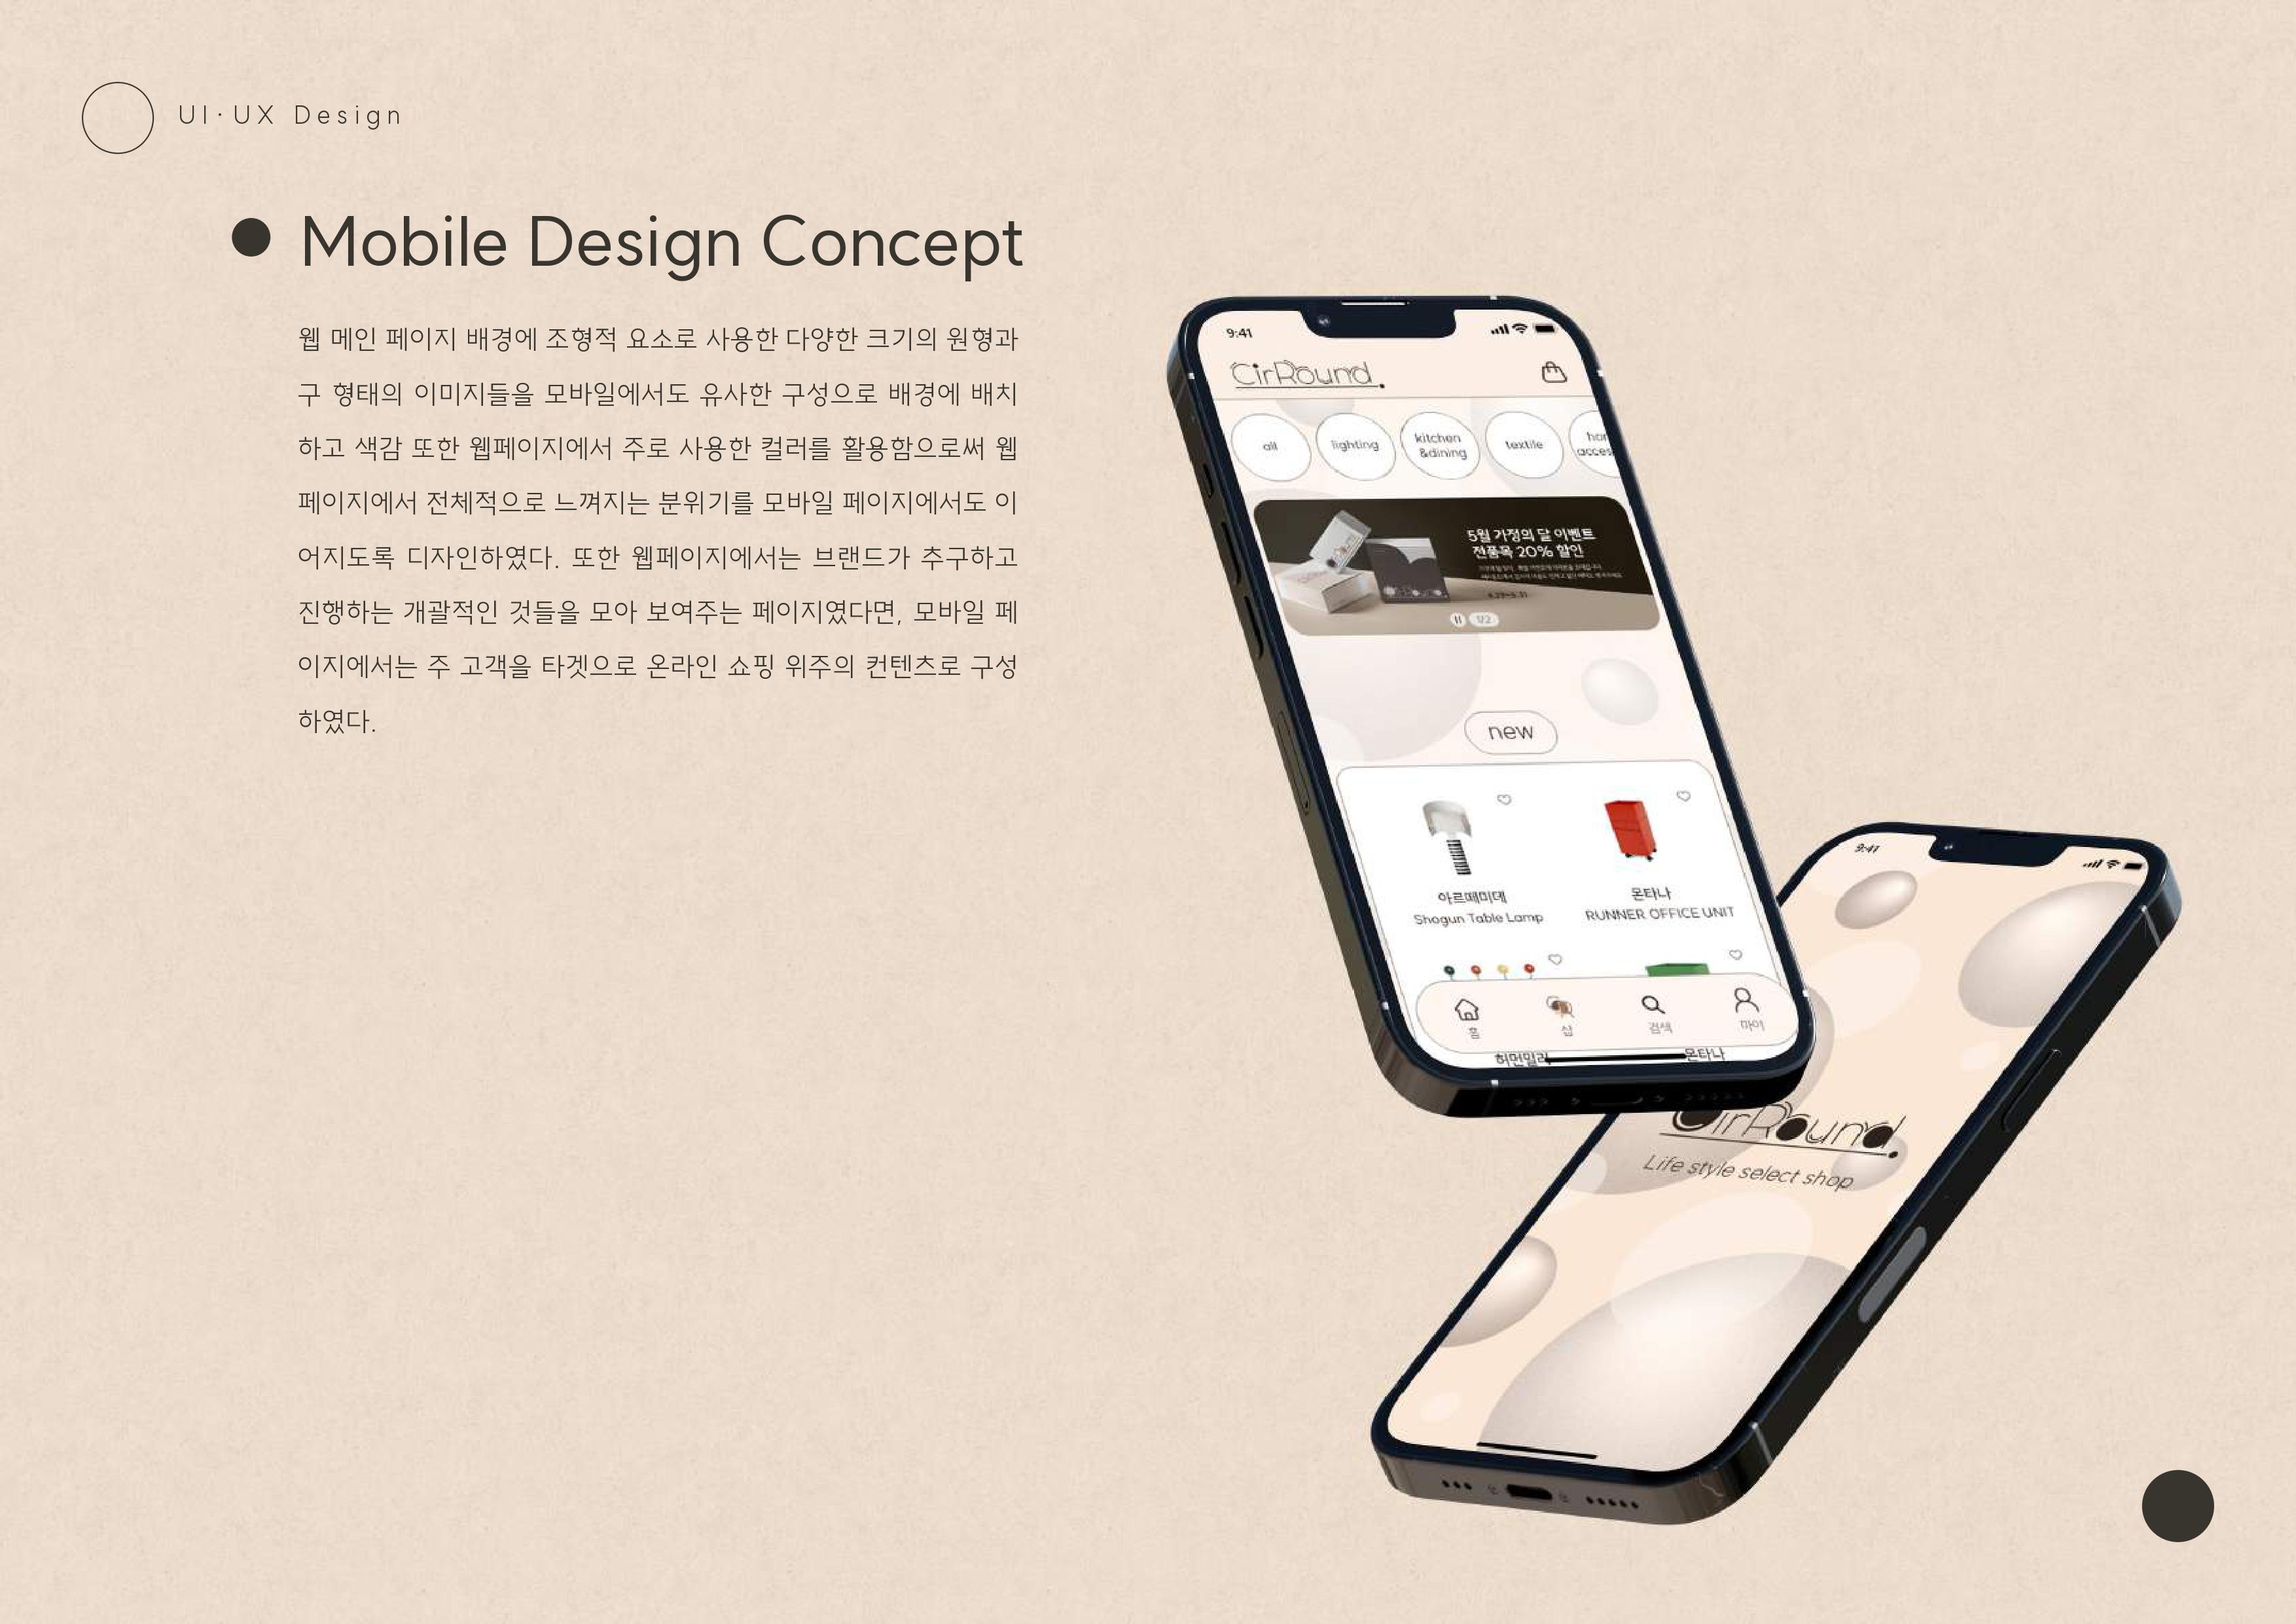 UI·UX Design
Mobile Design Concept
웹 메인 페이지 배경에 조형적 요소로 사용한 다양한 크기의 원형과
구 형태의 이미지들을 모바일에서도 유사한 구성으로 배경에 배치
하고 색감 또한 웹페이지에서 주로 사용한 컬러를 활용함으로써 웹
페이지에서 전체적으로 느껴지는 분위기를 모바일 페이지에서도 이
어지도록 디자인하였다. 또한 웹페이지에서는 브랜드가 추구하고
진행하는 개괄적인 것들을 모아 보여주는 페이지였다면, 모바일 페
이지에서는 주 고객을 타겟으로 온라인 쇼핑 위주의 컨텐츠로 구성
하였다.
9:41
CirRound.
all
lighting
kitchen
&dining
textile
5월 가정의 달 이벤트
전품목 20% 할인
1/2
new
아르떼미데
Shogun Table Lamp
몬타나
RUNNER OFFICE UNIT
홈
샵
검색
마이
허먼밀러
몬타나
9:41
CirRound.
Life style select shop